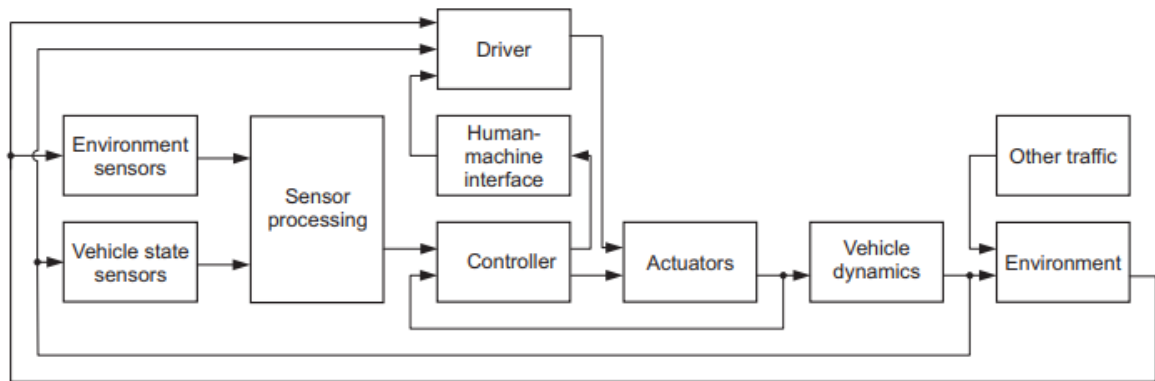 Driver
Environment
sensors
Sensor
processing
Human-
machine
interface
Other traffic
Vehicle state
sensors
Controller
Actuators
Vehicle
dynamics
Environment